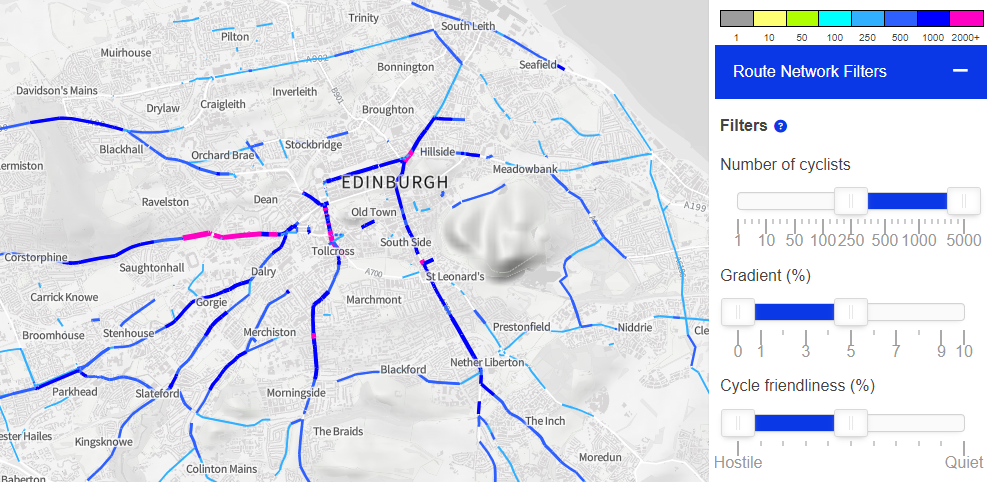 Trinity
South Leith
Pilton
Muirhouse
A902
Bonnington
Seafield
Davidson's Mains
Inverleith
B901
Drylaw
Craigleith
Broughton
Blackhall
Stockbridge
Hillside
Orchard Brae
Meadowbank
ermiston
EDINBURGH
Ravelston
Dean
Old Town
A199
South Side
Tollcross
Corstorphine
Saughtonhall
Dalry
A700
St Leonard's
Carrick Knowe
Gorgie
Marchmont
Broomhouse
Stenhouse
Merchiston
Prestonfield
Niddrie
Cle
Nether Liberton
Blackford
Parkhead
Slateford
Morningside
The Inch
ester Hailes
Kingsknowe
The Braids
Moredun
Colinton Mains
Baberton
1 10 50 100 250 500 1000 2000+
Route Network Filters
Filters ?
Number of cyclists
1 10 50 100 250 500 1000 5000
Gradient (%)
0 1 3 5 7 9 10
Cycle friendliness (%)
Hostile Quiet